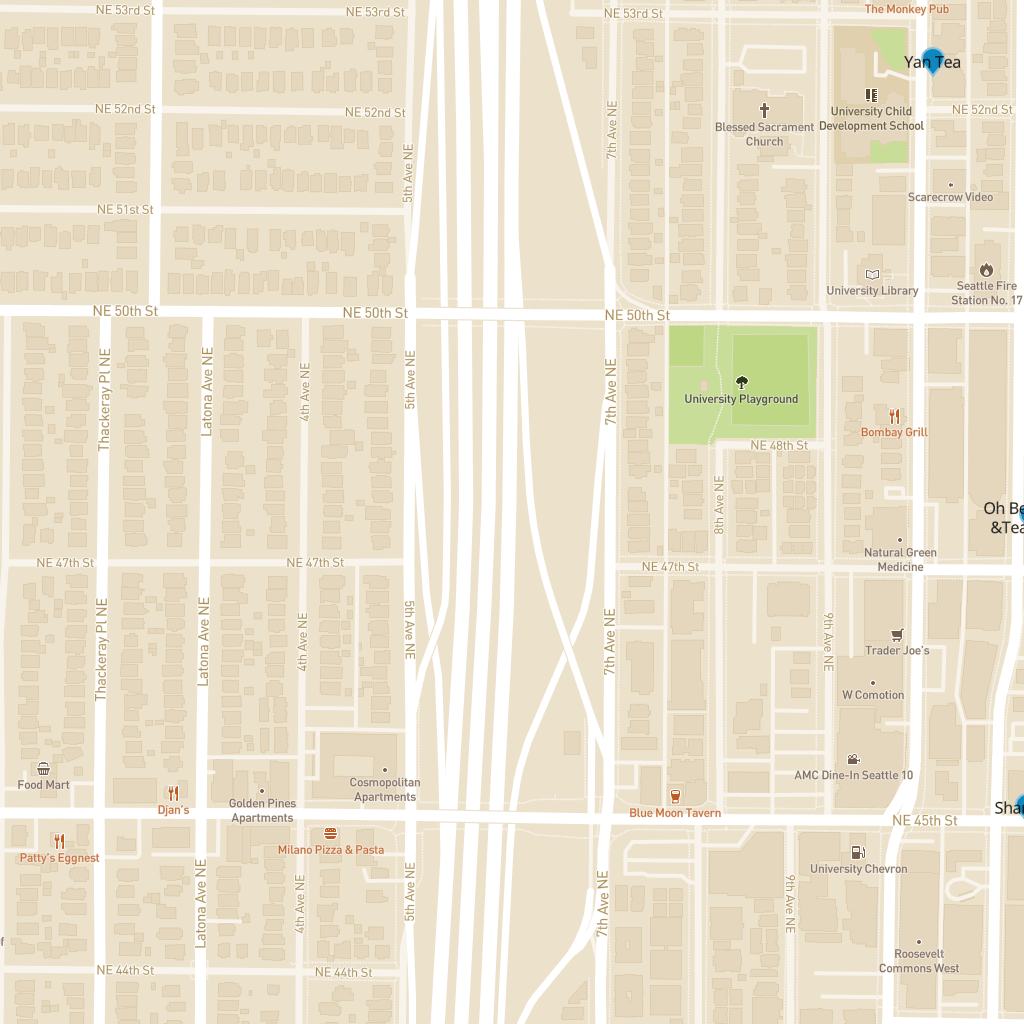 NE 53rd St
NE 53rd St
NE 53rd St
The Monkey Pub
Yan Tea
NE 52nd St
NE 52nd St
NE 52nd St
University Child
Development School
Blessed Sacrament
Church
7th Ave NE
5th Ave NE
Scarecrow Video
NE 51st St
University Library
Seattle Fire
Station No. 17
NE 50th St
NE 50th St
NE 50th St
Thackeray Pl NE
Latona Ave NE
4th Ave NE
5th Ave NE
7th Ave NE
University Playground
Bombay Grill
NE 48th St
8th Ave NE
Oh Be
&Tea
Natural Green
Medicine
NE 47th St
NE 47th St
NE 47th St
Thackeray Pl NE
Latona Ave NE
4th Ave NE
5th Ave NE
7th Ave NE
9th Ave NE
Trader Joe's
W Comotion
AMC Dine-In Seattle 10
Food Mart
Cosmopolitan
Apartments
Djan's
Golden Pines
Apartments
Blue Moon Tavern
Shar
NE 45th St
Milano Pizza & Pasta
Patty's Eggnest
University Chevron
Latona Ave NE
4th Ave NE
5th Ave NE
7th Ave NE
9th Ave NE
Roosevelt
Commons West
NE 44th St
NE 44th St